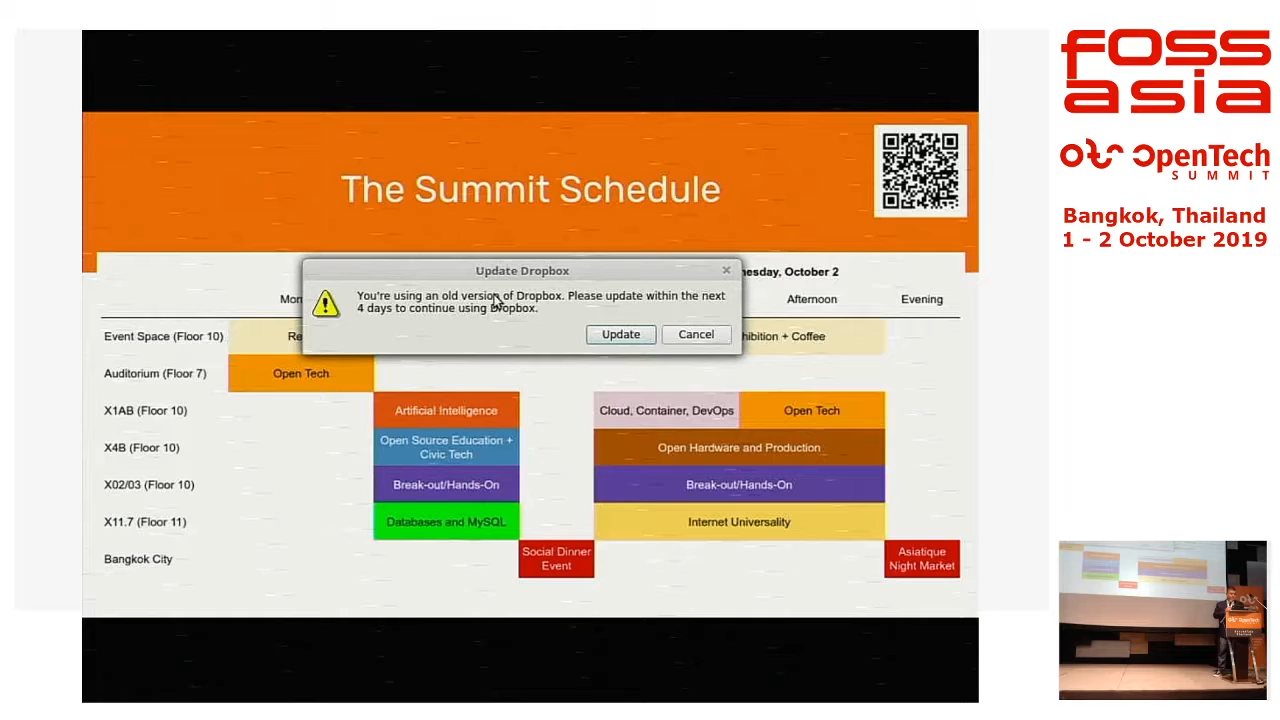 foss
asia
OpenTech
SUMMIT
Bangkok, Thailand
1 - 2 October 2019
The Summit Schedule
Update Dropbox
You're using an old version of Dropbox. Please update within the next
4 days to continue using Dropbox.
Update
Cancel
nesday, October 2
Afternoon
Evening
Event Space (Floor 10)
hibition + Coffee
Auditorium (Floor 7)
Open Tech
X1AB (Floor 10)
Artificial Intelligence
Cloud, Container, DevOps
Open Tech
X4B (Floor 10)
Open Source Education +
Civic Tech
Open Hardware and Production
X02/03 (Floor 10)
Break-out/Hands-On
Break-out/Hands-On
X11.7 (Floor 11)
Databases and MySQL
Internet Universality
Social Dinner
Event
Asiatique
Night Market
Bangkok City